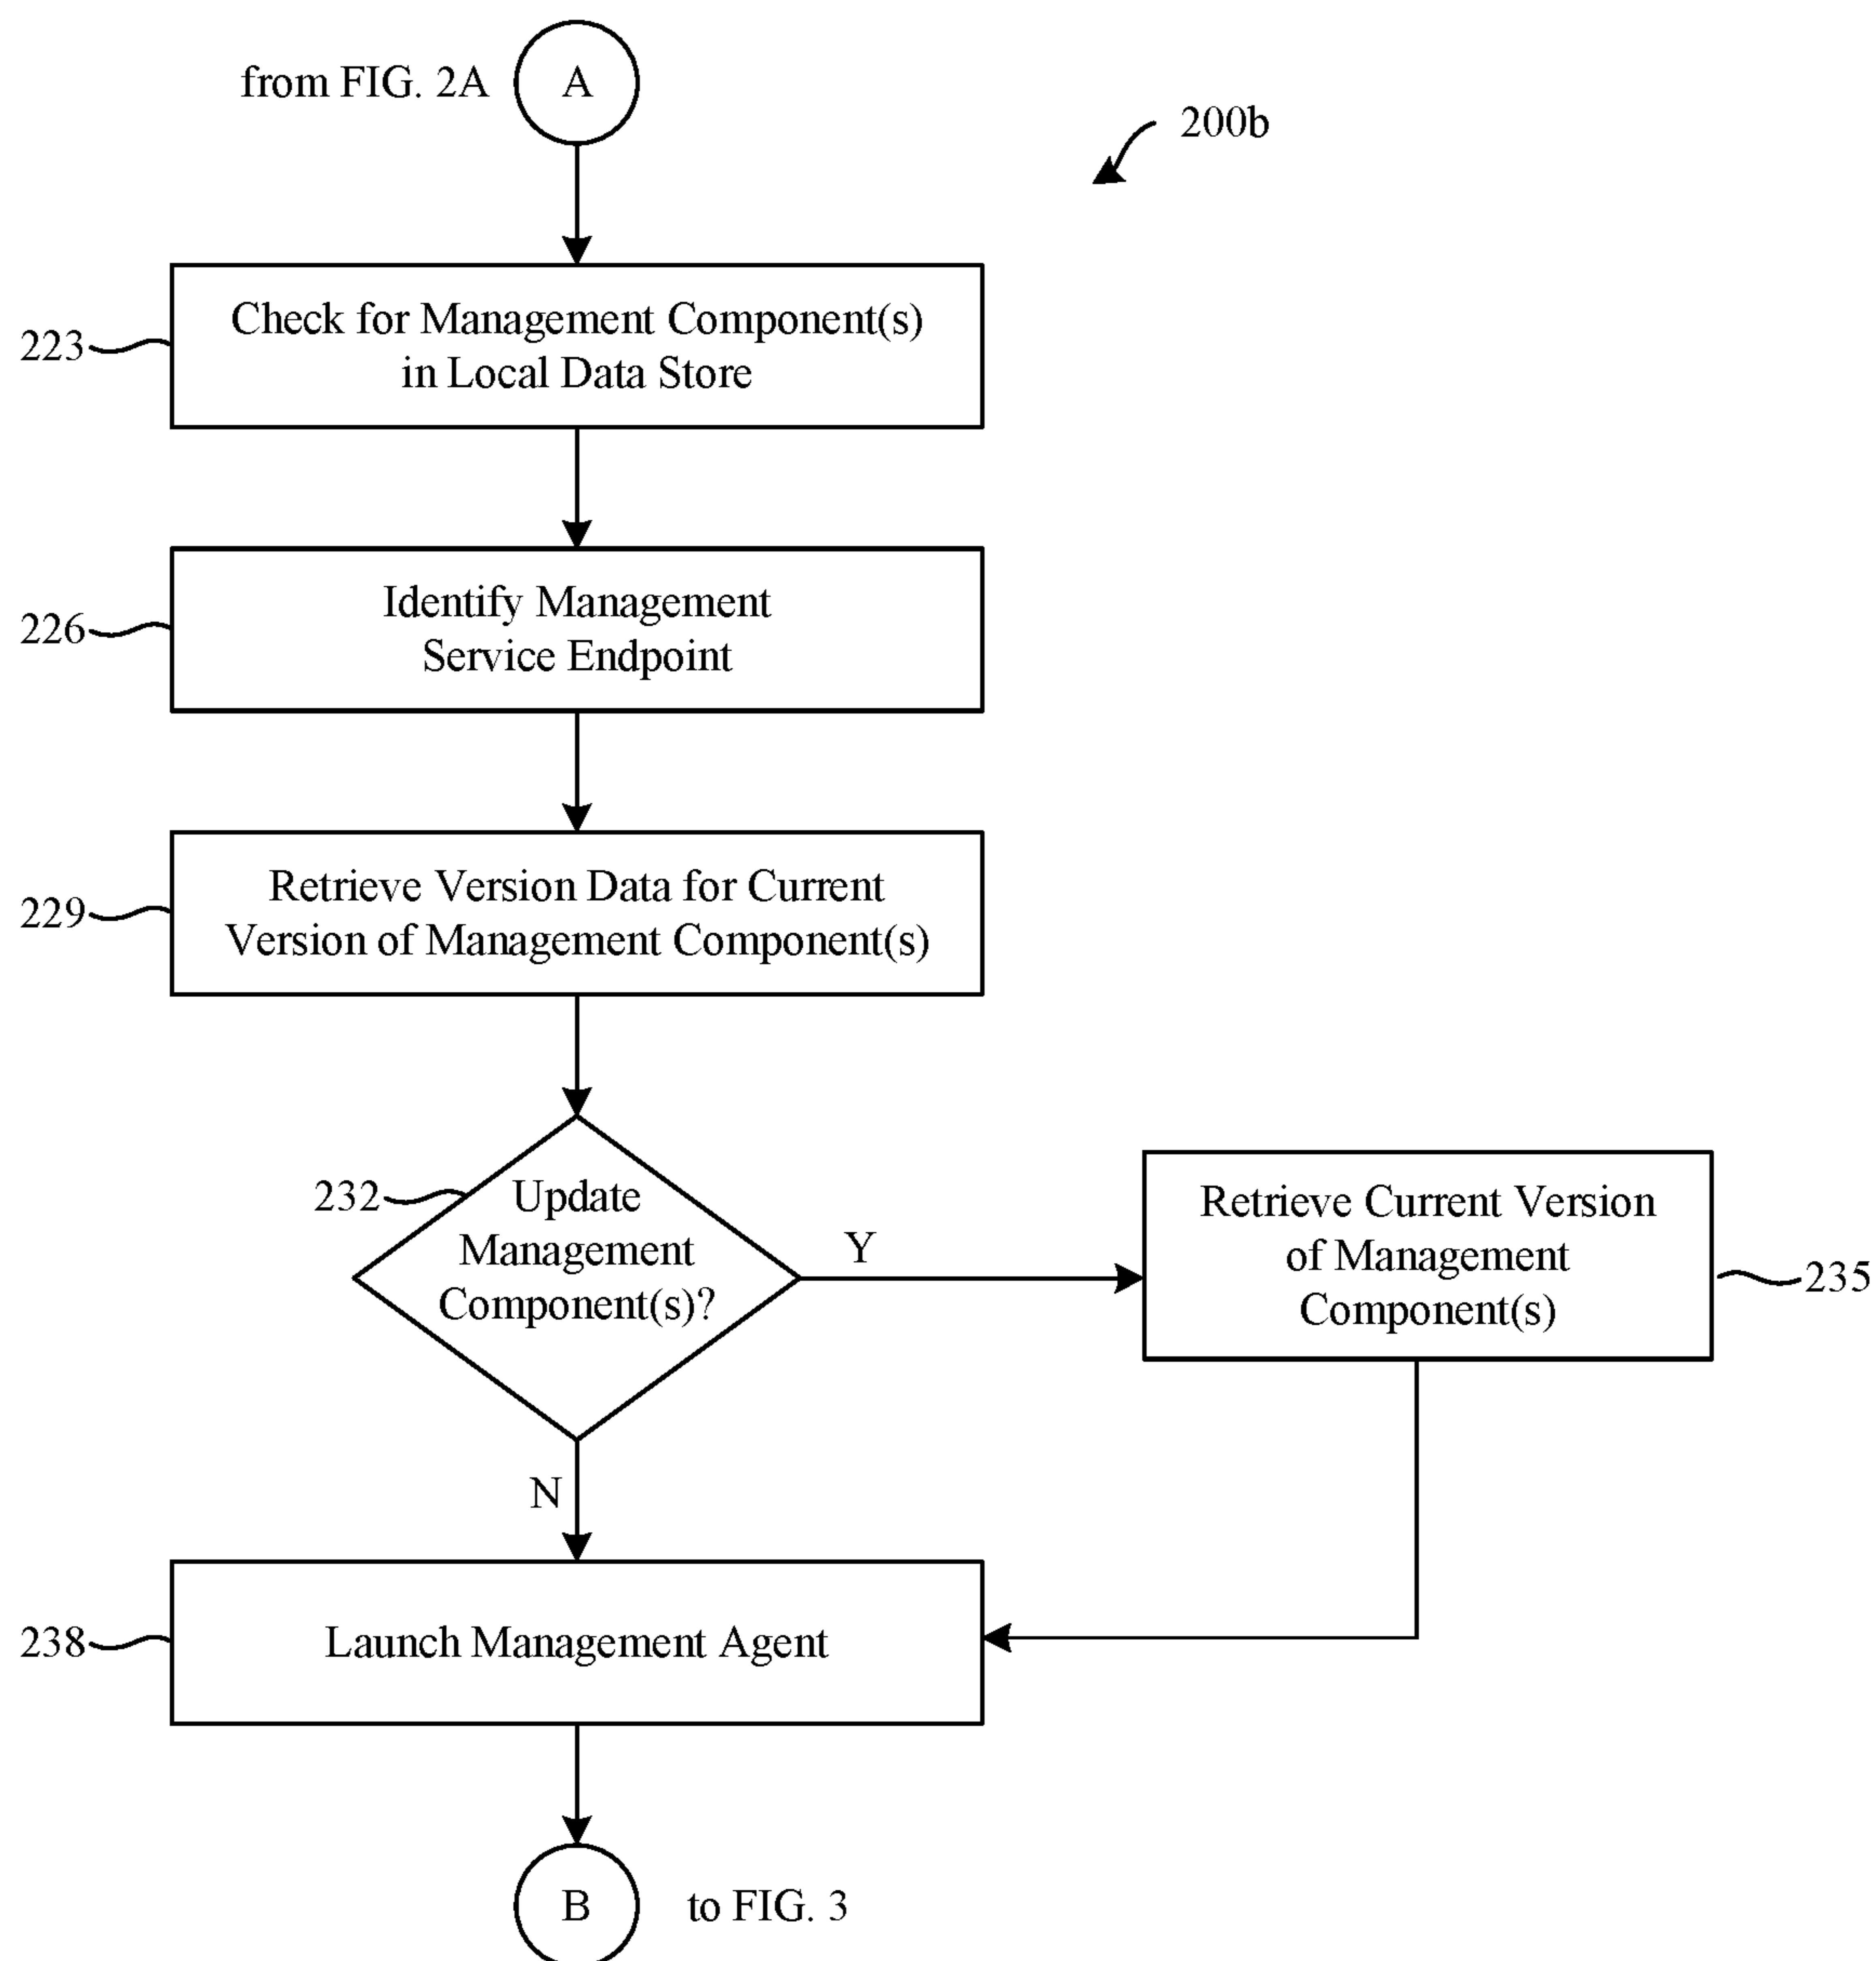 from FIG. 2A
A
200b
223
Check for Management Component(s)
in Local Data Store
226
Identify Management
Service Endpoint
229
Retrieve Version Data for Current
Version of Management Component(s)
232
Update
Management
Component(s)?
Y
Retrieve Current Version
of Management
Component(s)
235
N
238
Launch Management Agent
B
to FIG. 3